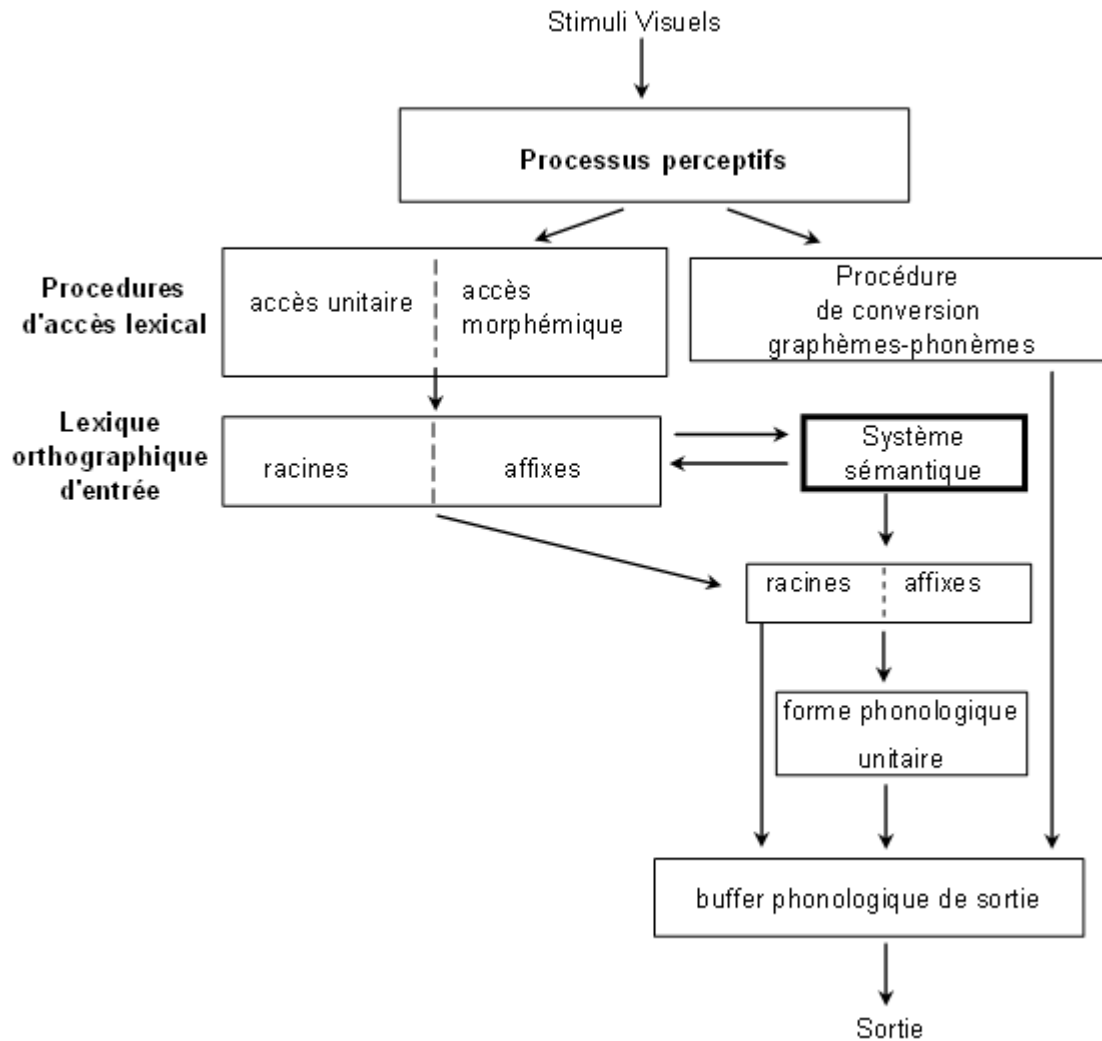 Stimuli Visuels
Processus perceptifs
Procedures
d'accès lexical
accès unitaire
accès
morphémique
Procédure
de conversion
graphèmes-phonèmes
Lexique
orthographique
d'entrée
racines
affixes
Système
sémantique
racines
affixes
forme phonologique
unitaire
buffer phonologique de sortie
Sortie